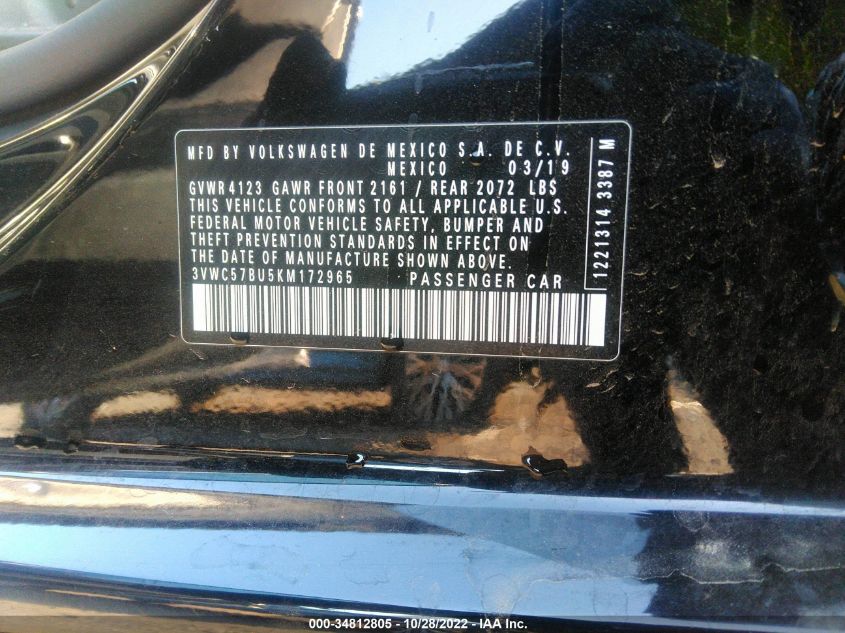 MFD BY VOLKSWAGEN DE MEXICO S.A. DE C.V.
MEXICO 03/19
GVWR 4123 GAWR FRONT 2161 / REAR 2072 LBS
THIS VEHICLE CONFORMS TO ALL APPLICABLE U.S.
FEDERAL MOTOR VEHICLE SAFETY, BUMPER AND
THEFT PREVENTION STANDARDS IN EFFECT ON
THE DATE OF MANUFACTURE SHOWN ABOVE.
3VWC57BU5KM172965 PASSENGER CAR
1221314 3387 M
000-34812805 - 10/28/2022 - IAA Inc.